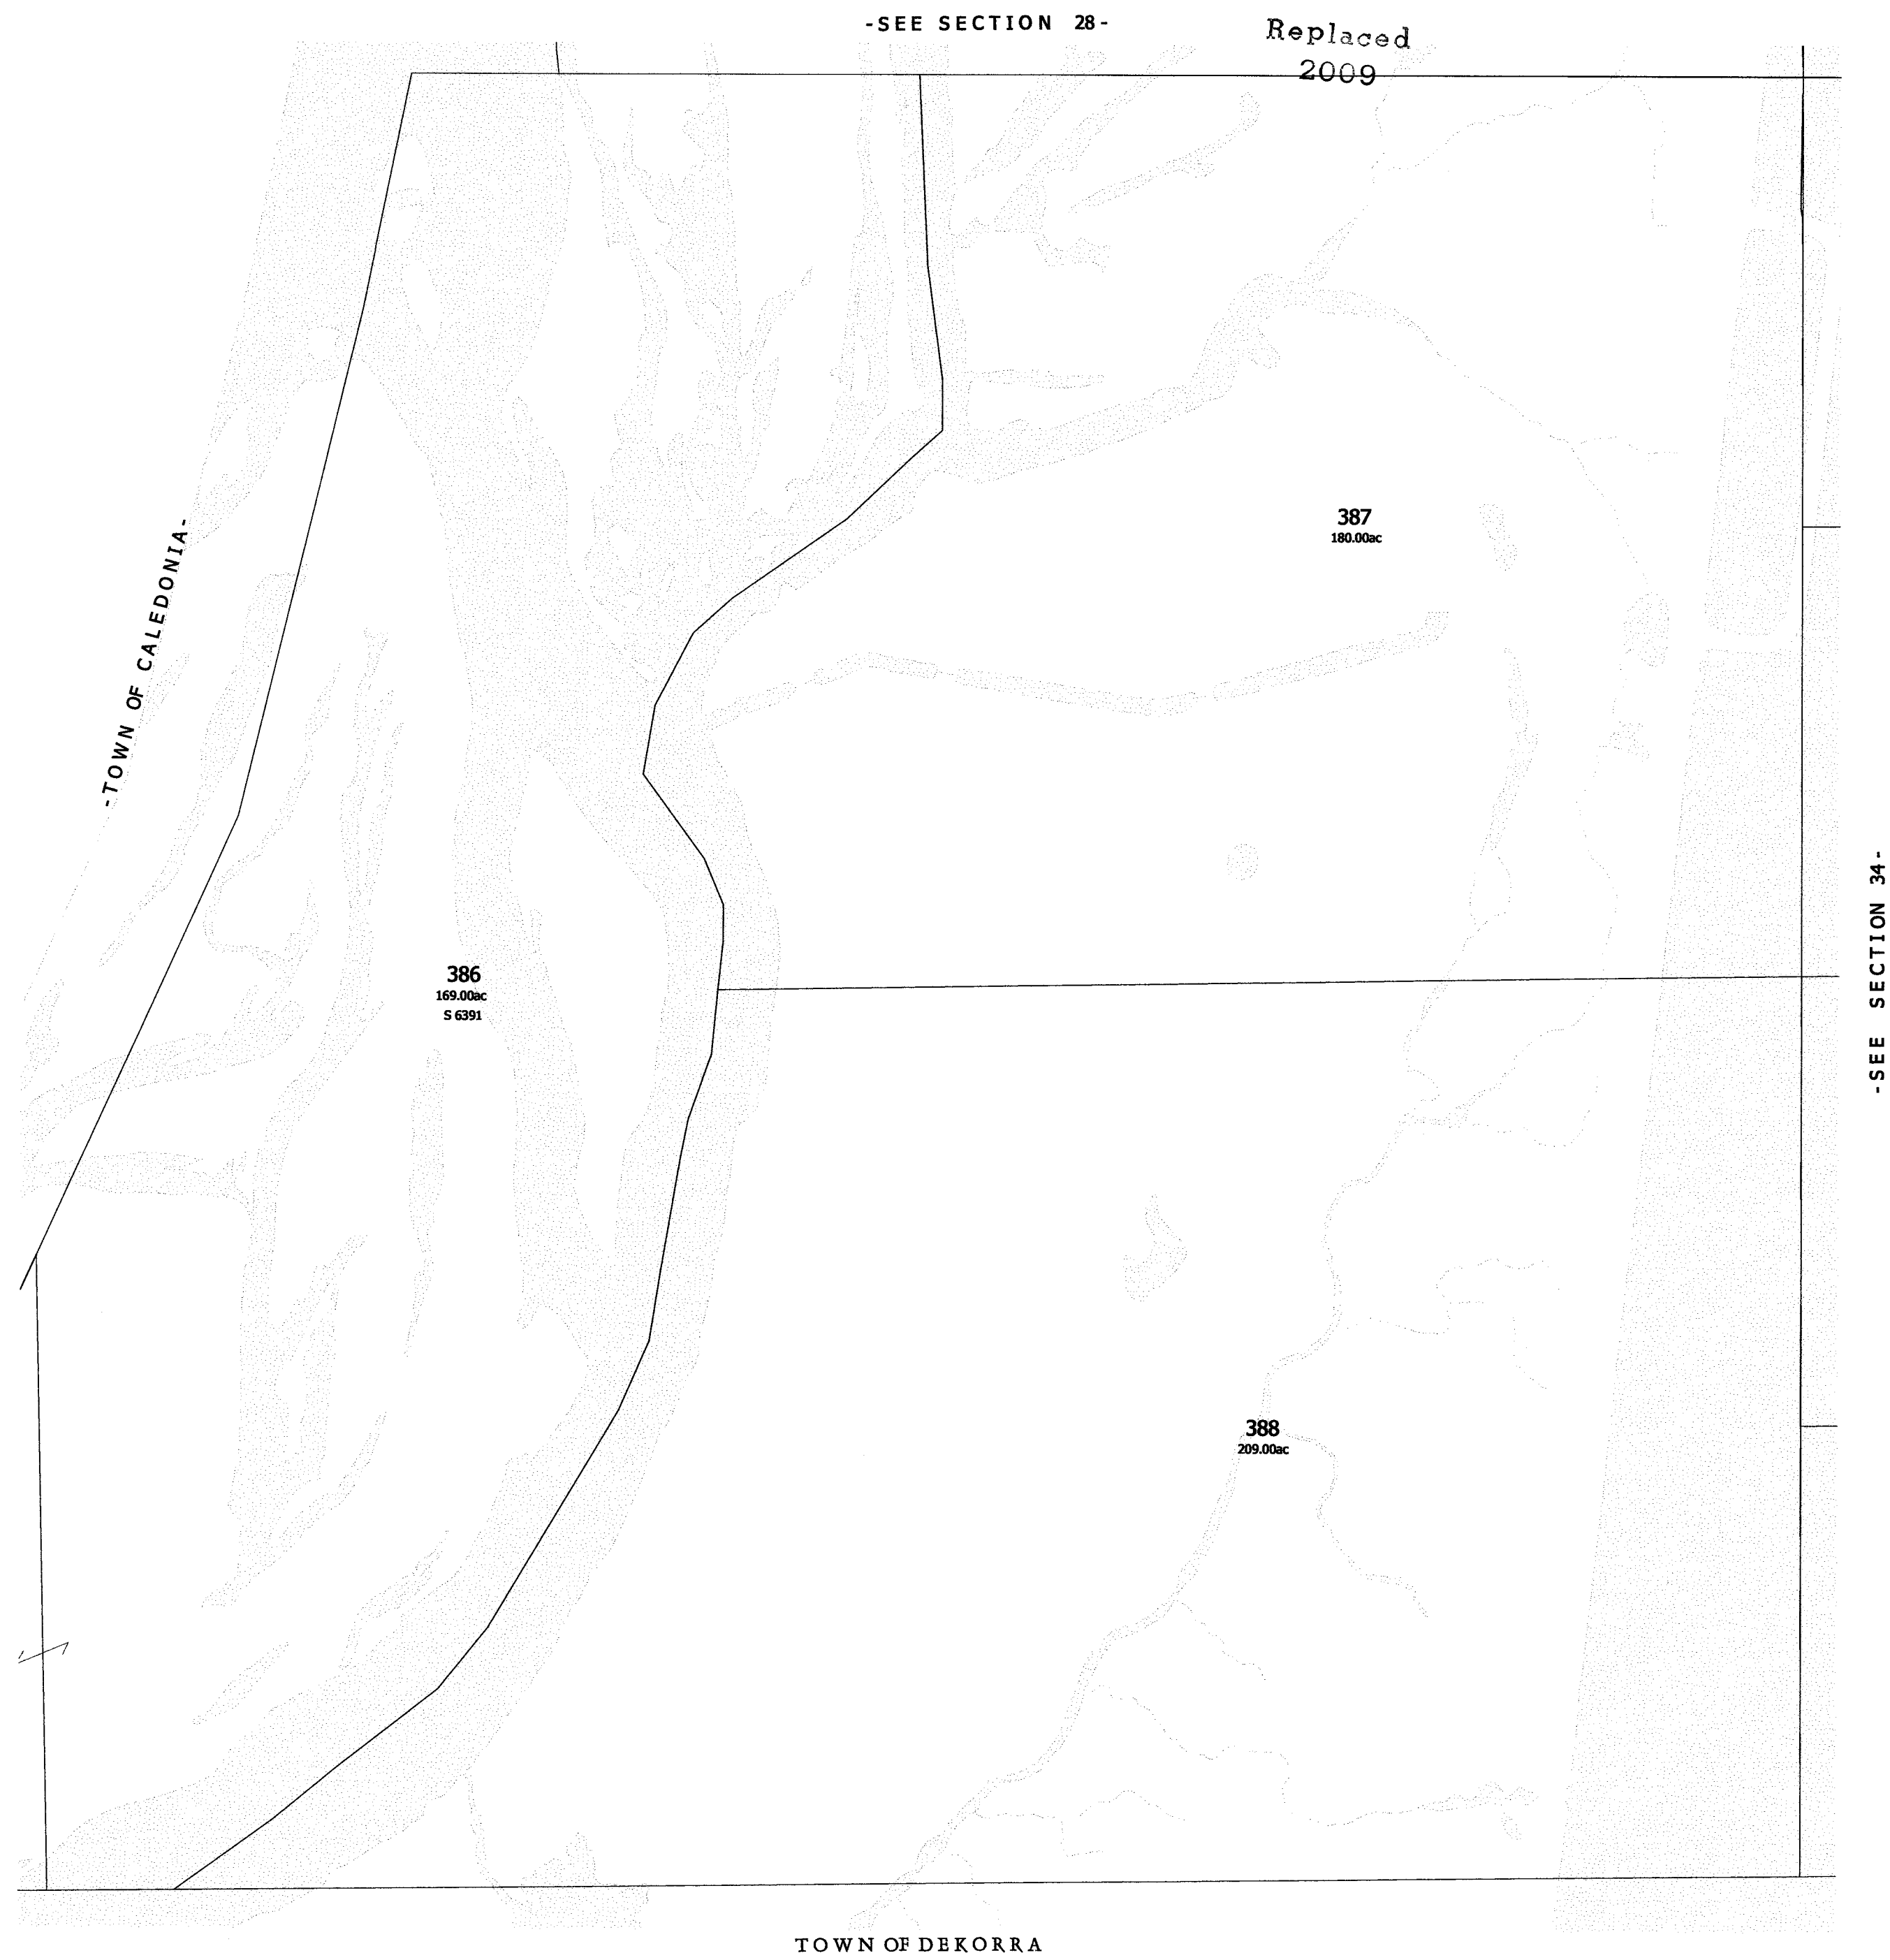 -SEE SECTION 28-
Replaced
2009
-TOWN OF CALEDONIA-
387
180.00ac
-SEE SECTION 34-
386
169.00ac
S 6391
388
209.00ac
TOWN OF DEKORRA